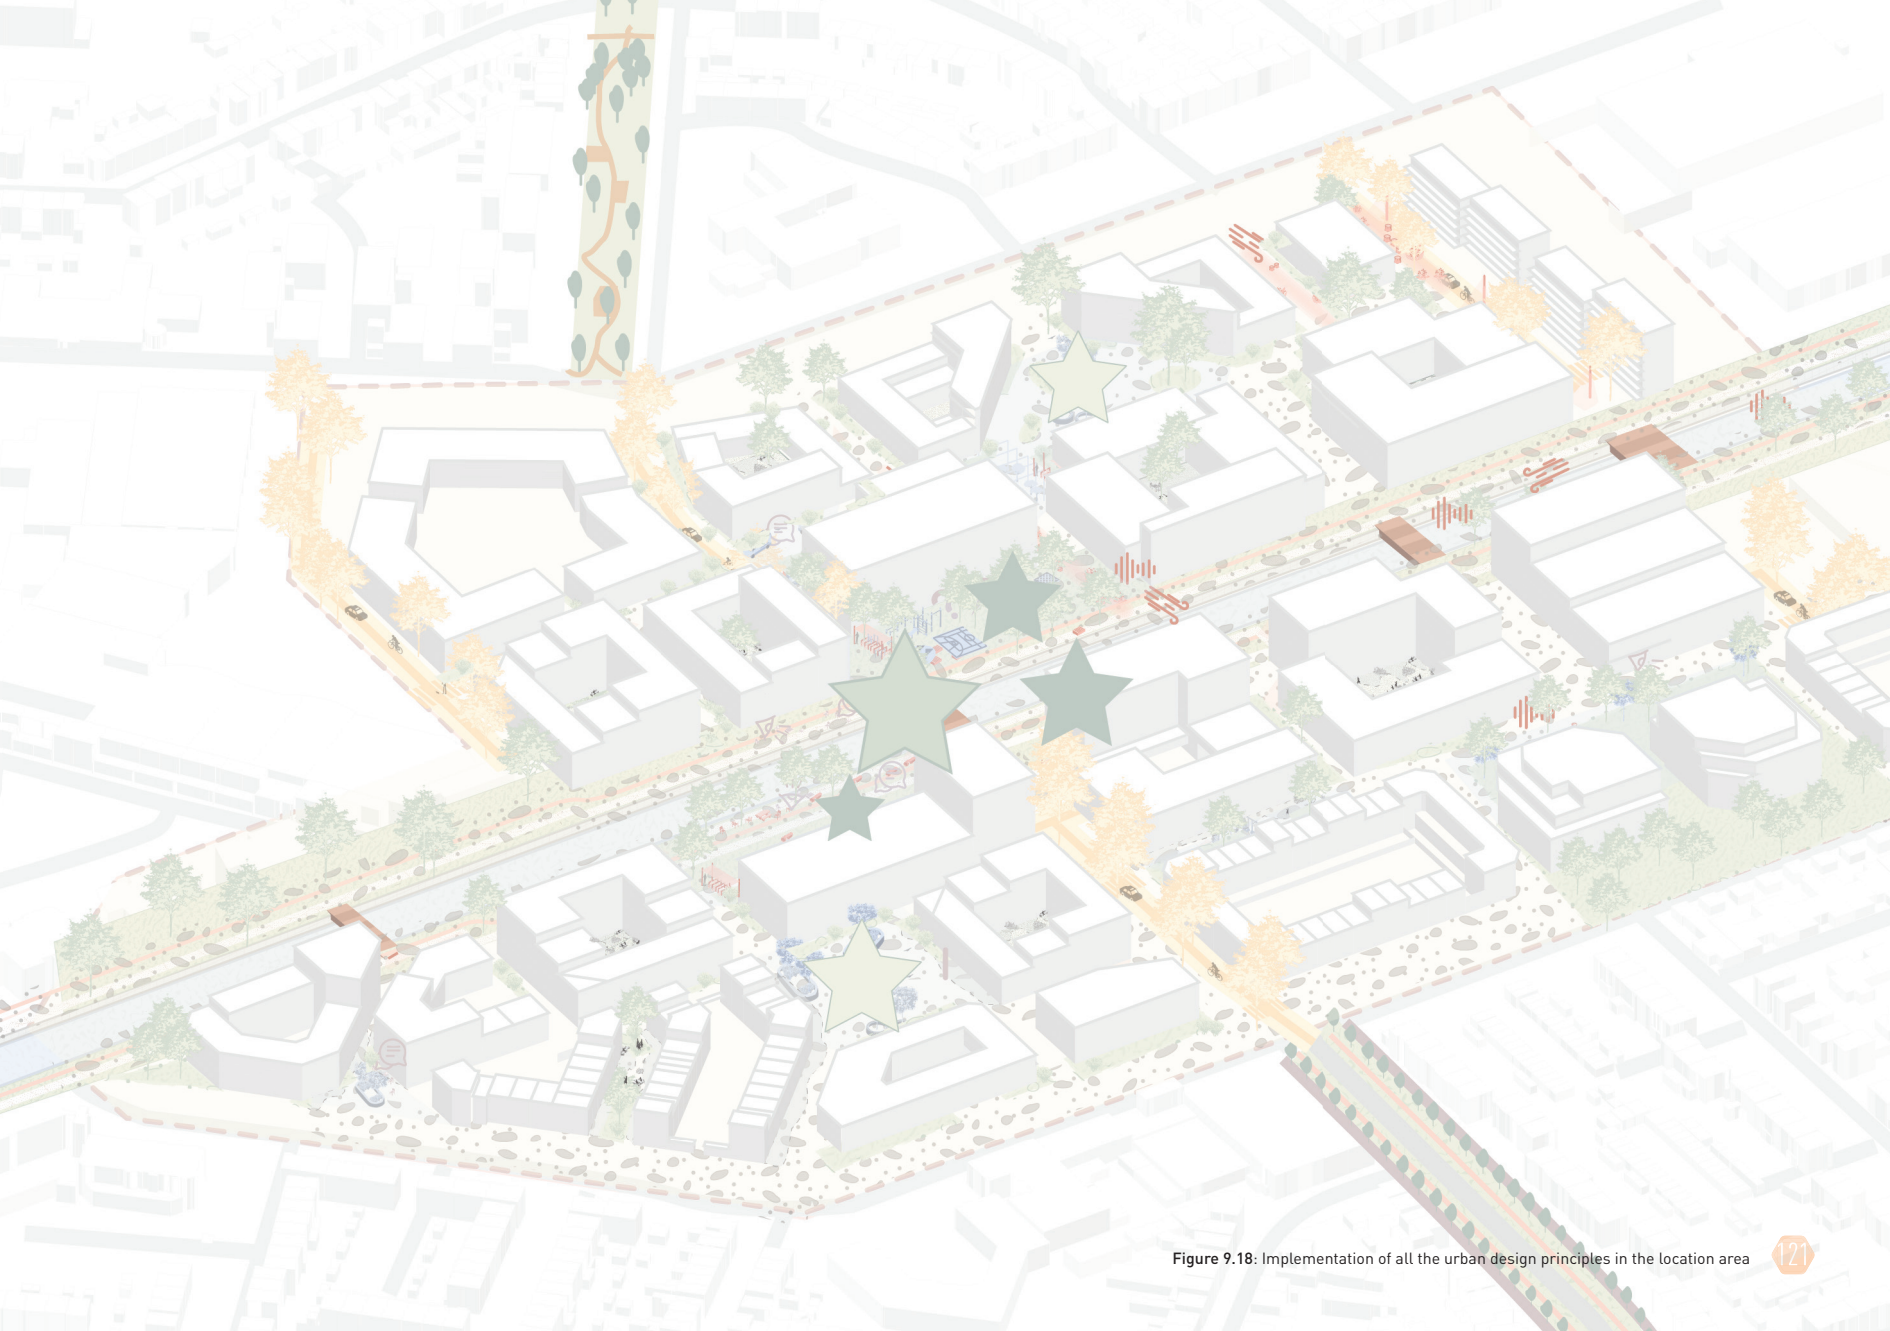 Figure 9.18: Implementation of all the urban design principles in the location area
121